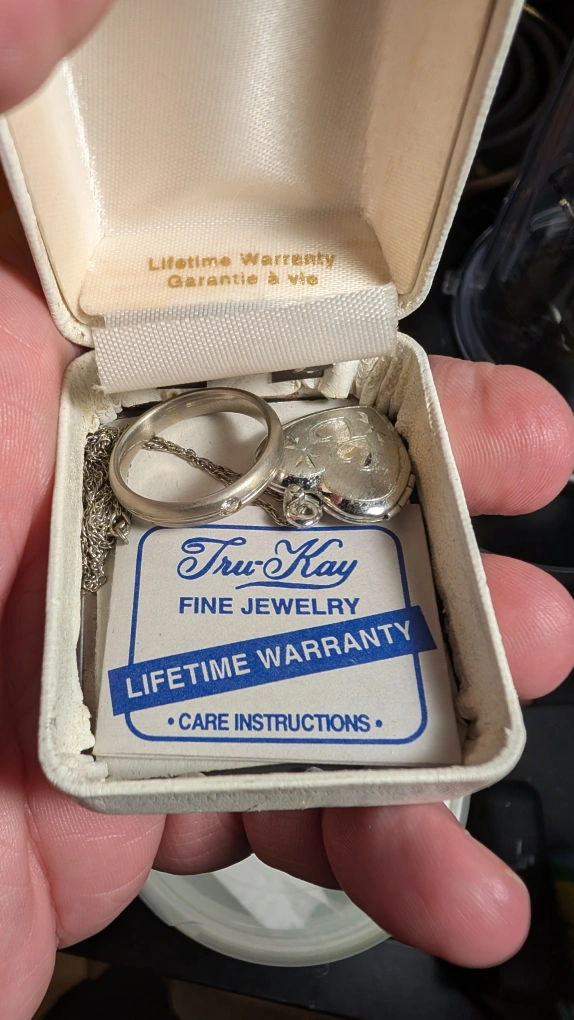 Lifetime Warranty
Garantie à vie
Tru-Kay
FINE JEWELRY
LIFETIME WARRANTY
• CARE INSTRUCTIONS •